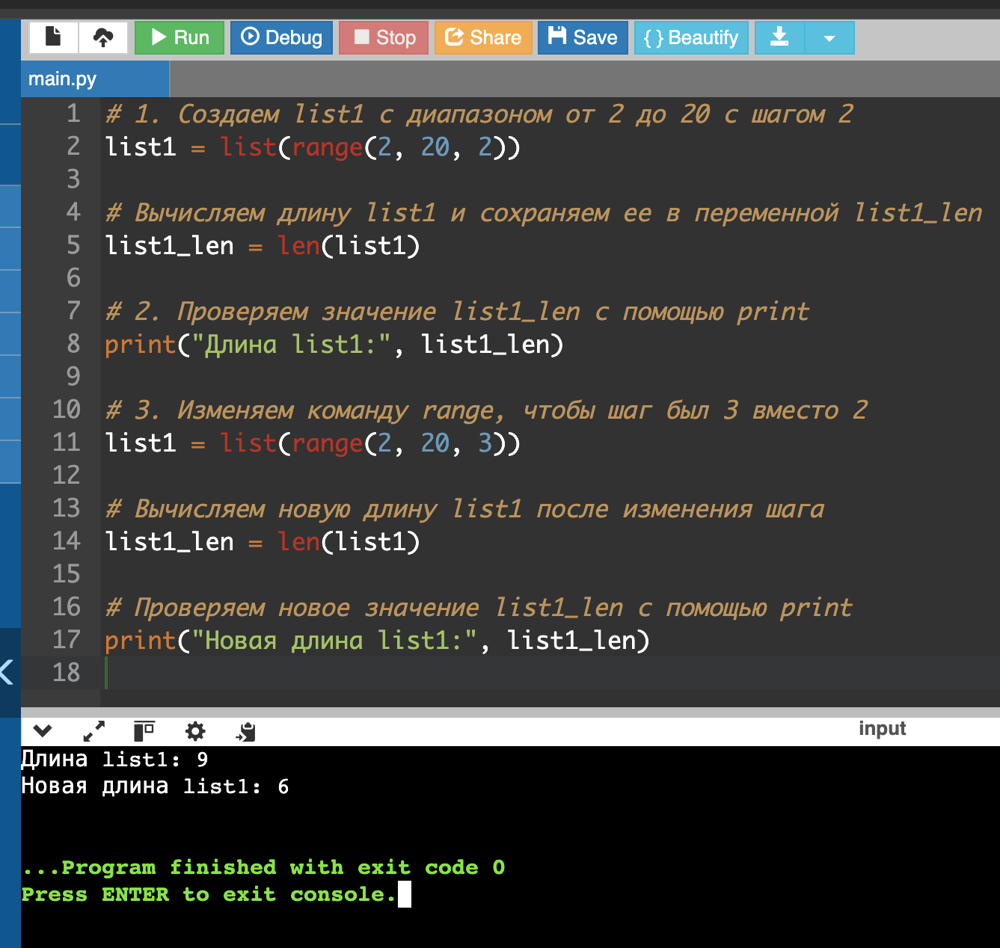 Run Debug Stop Share Save { } Beautify
main.py
1 # 1. Создаем list1 с диапазоном от 2 до 20 с шагом 2
2 list1 = list(range(2, 20, 2))
3
4 # Вычисляем длину list1 и сохраняем ее в переменной list1_len
5 list1_len = len(list1)
6
7 # 2. Проверяем значение list1_len с помощью print
8 print("Длина list1:", list1_len)
9
10 # 3. Изменяем команду range, чтобы шаг был 3 вместо 2
11 list1 = list(range(2, 20, 3))
12
13 # Вычисляем новую длину list1 после изменения шага
14 list1_len = len(list1)
15
16 # Проверяем новое значение list1_len с помощью print
17 print("Новая длина list1:", list1_len)
18
input
Длина list1: 9
Новая длина list1: 6
...Program finished with exit code 0
Press ENTER to exit console.